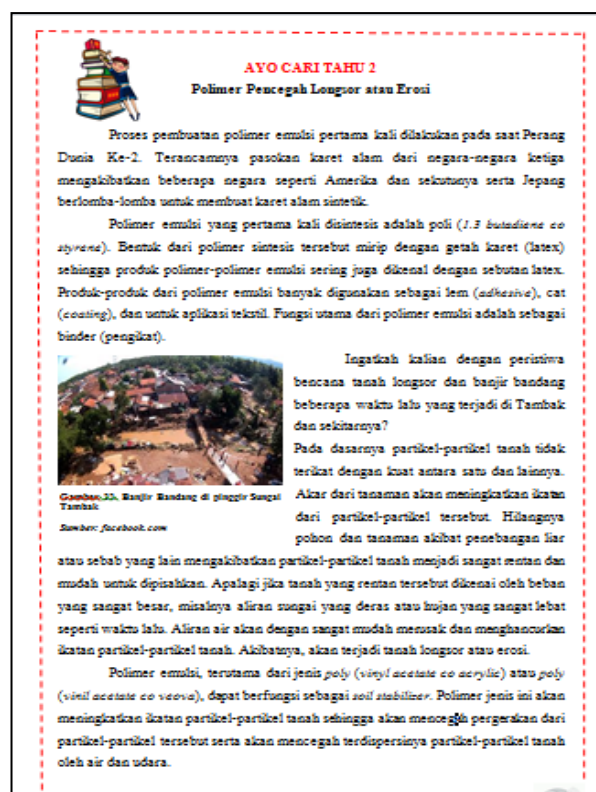 AYO CARI TAHU 2
Polimer Pencegah Longsor atau Erosi
Proses pembuatan polimer emulsi pertama kali dilakukan pada saat Perang
Dunia Ke-2. Terancamnya pasokan karet alam dari negara-negara ketiga
mengakibatkan beberapa negara seperti Amerika dan sekutunya serta Jepang
berlomba-lomba untuk membuat karet alam sintetik.
Polimer emulsi yang pertama kali disintesis adalah poli (1.3 butadiene co
styrene). Bentuk dari polimer sintesis tersebut mirip dengan getah karet (latex)
sehingga produk polimer-polimer emulsi sering juga dikenal dengan sebutan latex.
Produk-produk dari polimer emulsi banyak digunakan sebagai lem (adhesive), cat
(coating), dan untuk aplikasi tekstil. Fungsi utama dari polimer emulsi adalah sebagai
binder (pengikat).
Ingatkah kalian dengan peristiwa
bencana tanah longsor dan banjir bandang
beberapa waktu lalu yang terjadi di Tambak
dan sekitarnya?
Pada dasarnya partikel-partikel tanah tidak
terikat dengan kuat antara satu dan lainnya.
Akar dari tanaman akan meningkatkan ikatan
dari partikel-partikel tersebut. Hilangnya
pohon dan tanaman akibat penebangan liar
Gambar 33. Banjir Bandang di pinggir Sungai
Tambak
Sumber: facebook.com
atau sebab yang lain mengakibatkan partikel-partikel tanah menjadi sangat rentan dan
mudah untuk dipisahkan. Apalagi jika tanah yang rentan tersebut dikenai oleh beban
yang sangat besar, misalnya aliran sungai yang deras atau hujan yang sangat lebat
seperti waktu lalu. Aliran air akan dengan sangat mudah merusak dan menghancurkan
ikatan partikel-partikel tanah. Akibatnya, akan terjadi tanah longsor atau erosi.
Polimer emulsi, terutama dari jenis poly (vinyl acetate co acrylic) atau poly
(vinil acetate co veova), dapat berfungsi sebagai soil stabilizer. Polimer jenis ini akan
meningkatkan ikatan partikel-partikel tanah sehingga akan mencegah pergerakan dari
partikel-partikel tersebut serta akan mencegah terdispersinya partikel-partikel tanah
oleh air dan udara.